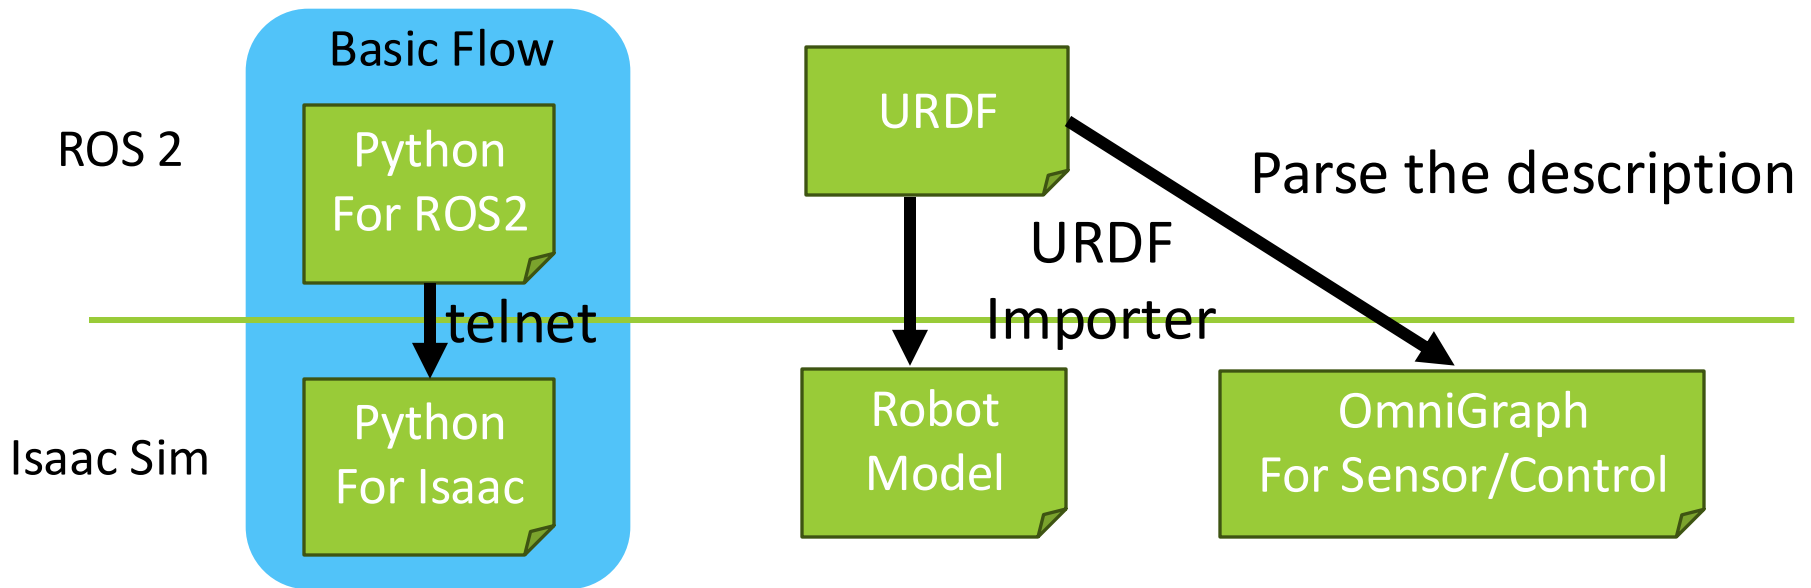 Basic Flow
ROS 2
Python
For ROS2
URDF
Parse the description
telnet
URDF
Importer
Isaac Sim
Python
For Isaac
Robot
Model
OmniGraph
For Sensor/Control